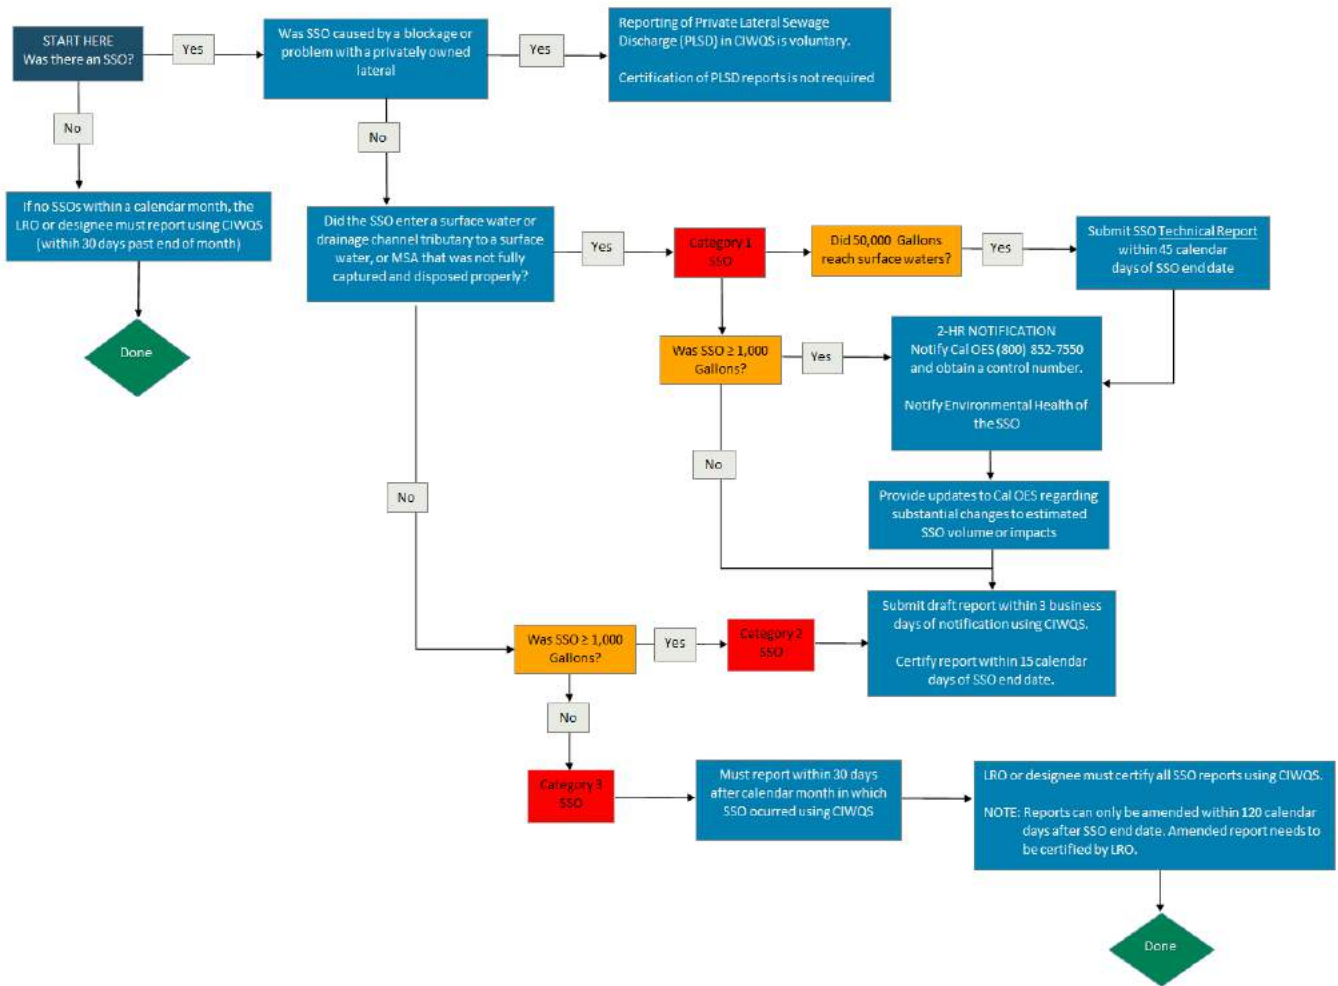 START HERE
Was there an SSO?
Yes
Was SSO caused by a blockage or
problem with a privately owned
lateral
Yes
Reporting of Private Lateral Sewage
Discharge (PLSD) in CIWQS is voluntary.
Certification of PLSD reports is not required
No
No
If no SSOs within a calendar month, the
LRO or designee must report using CIWQS
(within 30 days past end of month)
Done
Did the SSO enter a surface water or
drainage channel tributary to a surface
water, or MSA that was not fully
captured and disposed properly?
Yes
Category 1
SSO
Did 50,000 Gallons
reach surface waters?
Yes
Submit SSO Technical Report
within 45 calendar
days of SSO end date
Was SSO ≥ 1,000
Gallons?
Yes
2-HR NOTIFICATION
Notify Cal OES (800) 852-7550
and obtain a control number.
Notify Environmental Health of
the SSO
No
No
Provide updates to Cal OES regarding
substantial changes to estimated
SSO volume or impacts
Was SSO ≥ 1,000
Gallons?
Yes
Category 2
SSO
Submit draft report within 3 business
days of notification using CIWQS.
Certify report within 15 calendar
days of SSO end date.
No
Category 3
SSO
Must report within 30 days
after calendar month in which
SSO ocurred using CIWQS
LRO or designee must certify all SSO reports using CIWQS.
NOTE: Reports can only be amended within 120 calendar
days after SSO end date. Amended report needs to
be certified by LRO.
Done